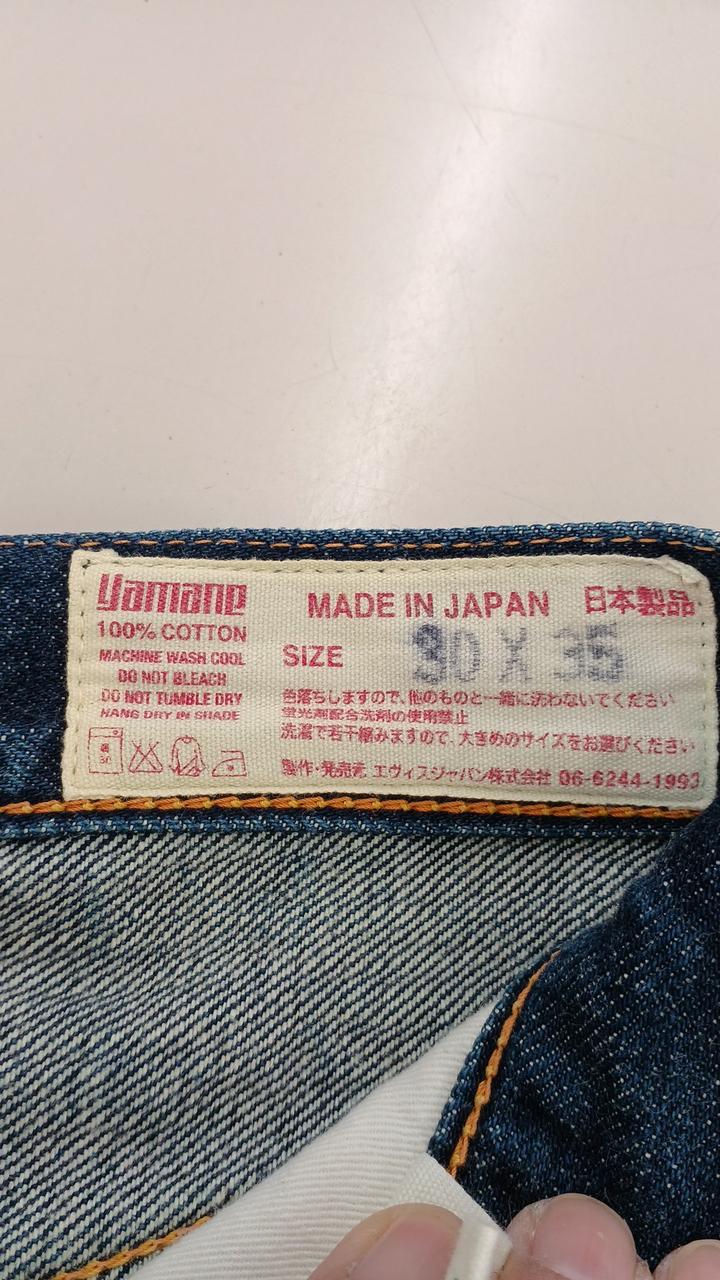 yamane
100% COTTON
MACHINE WASH COOL
DO NOT BLEACH
DO NOT TUMBLE DRY
HANG DRY IN SHADE
30
MADE IN JAPAN 日本製品
SIZE 30 X 35
色落ちしますので、他のものと一緒に洗わないでください
蛍光剤配合洗剤の使用禁止
洗濯で若干縮みますので、大きめのサイズをお選びください
製作・発売元 エヴィスジャパン株式会社 06-6244-1993